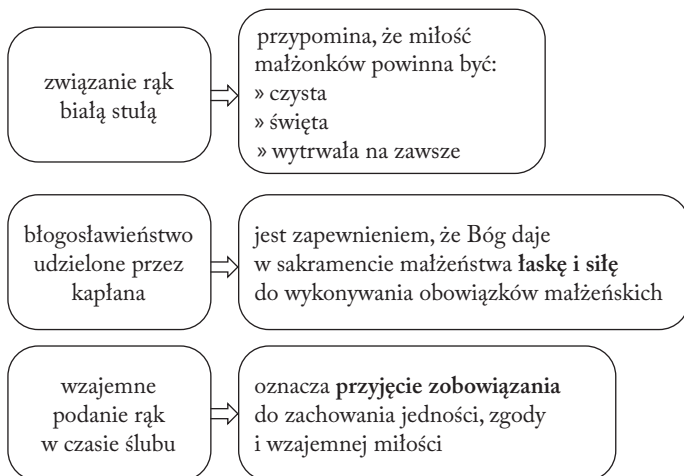 związanie rąk
białą stułą
przypomina, że miłość
małżonków powinna być:
» czysta
» święta
» wytrwała na zawsze
błogosławieństwo
udzielone przez
kapłana
jest zapewnieniem, że Bóg daje
w sakramencie małżeństwa łaskę i siłę
do wykonywania obowiązków małżeńskich
wzajemne
podanie rąk
w czasie ślubu
oznacza przyjęcie zobowiązania
do zachowania jedności, zgody
i wzajemnej miłości